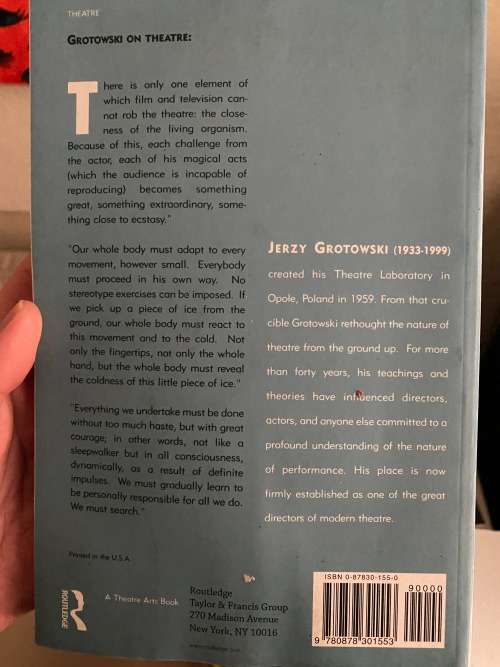 THEATRE
GROTOWSKI ON THEATRE:
There is only one element of
which film and television can-
not rob the theatre: the close-
ness of the living organism.
Because of this, each challenge from
the actor, each of his magical acts
(which the audience is incapable of
reproducing) becomes something
great, something extraordinary, some-
thing close to ecstasy."
"Our whole body must adapt to every
movement, however small. Everybody
must proceed in his own way. No
stereotype exercises can be imposed. If
we pick up a piece of ice from the
ground, our whole body must react to
this movement and to the cold. Not
only the fingertips, not only the whole
hand, but the whole body must reveal
the coldness of this little piece of ice."
"Everything we undertake must be done
without too much haste, but with great
courage; in other words, not like a
sleepwalker but in all consciousness,
dynamically, as a result of definite
impulses. We must gradually learn to
be personally responsible for all we do.
We must search."
JERZY GROTOWSKI (1933-1999)
created his Theatre Laboratory in
Opole, Poland in 1959. From that cru-
cible Grotowski rethought the nature of
theatre from the ground up. For more
than forty years, his teachings and
theories have influenced directors,
actors, and anyone else committed to a
profound understanding of the nature
of performance. His place is now
firmly established as one of the great
directors of modern theatre.
Printed in the U.S.A.
ROUTLEDGE
A Theatre Arts Book
Routledge
Taylor & Francis Group
270 Madison Avenue
New York, NY 10016
ISBN 0-87830-155-0
90000
9 780878 301553